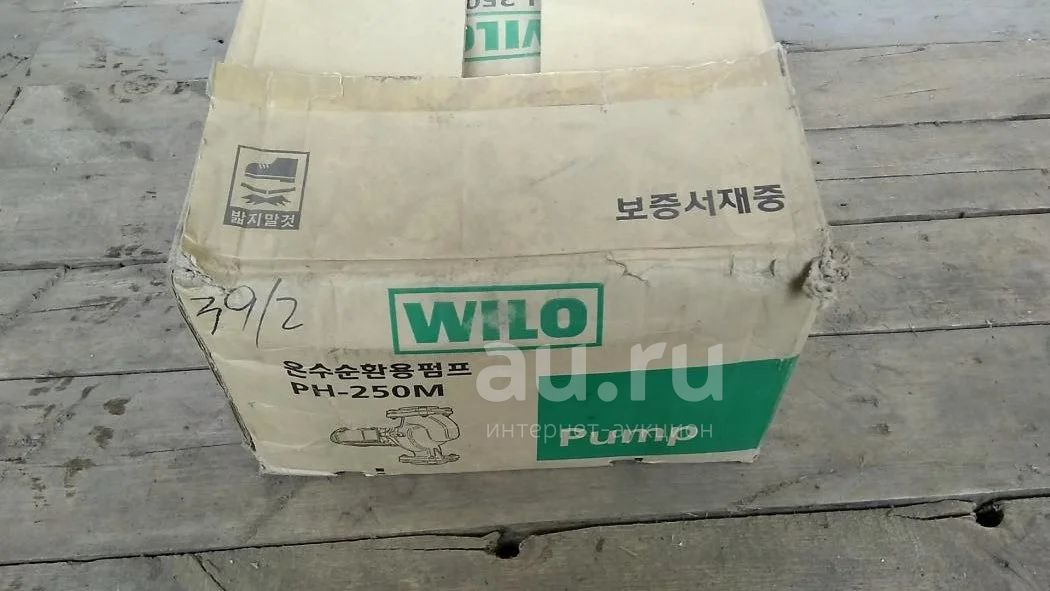 WILO
밟지말것
보증서재중
39/2
WILO
온수순환용펌프
PH-250M
Pump
au.ru
интернет-аукцион